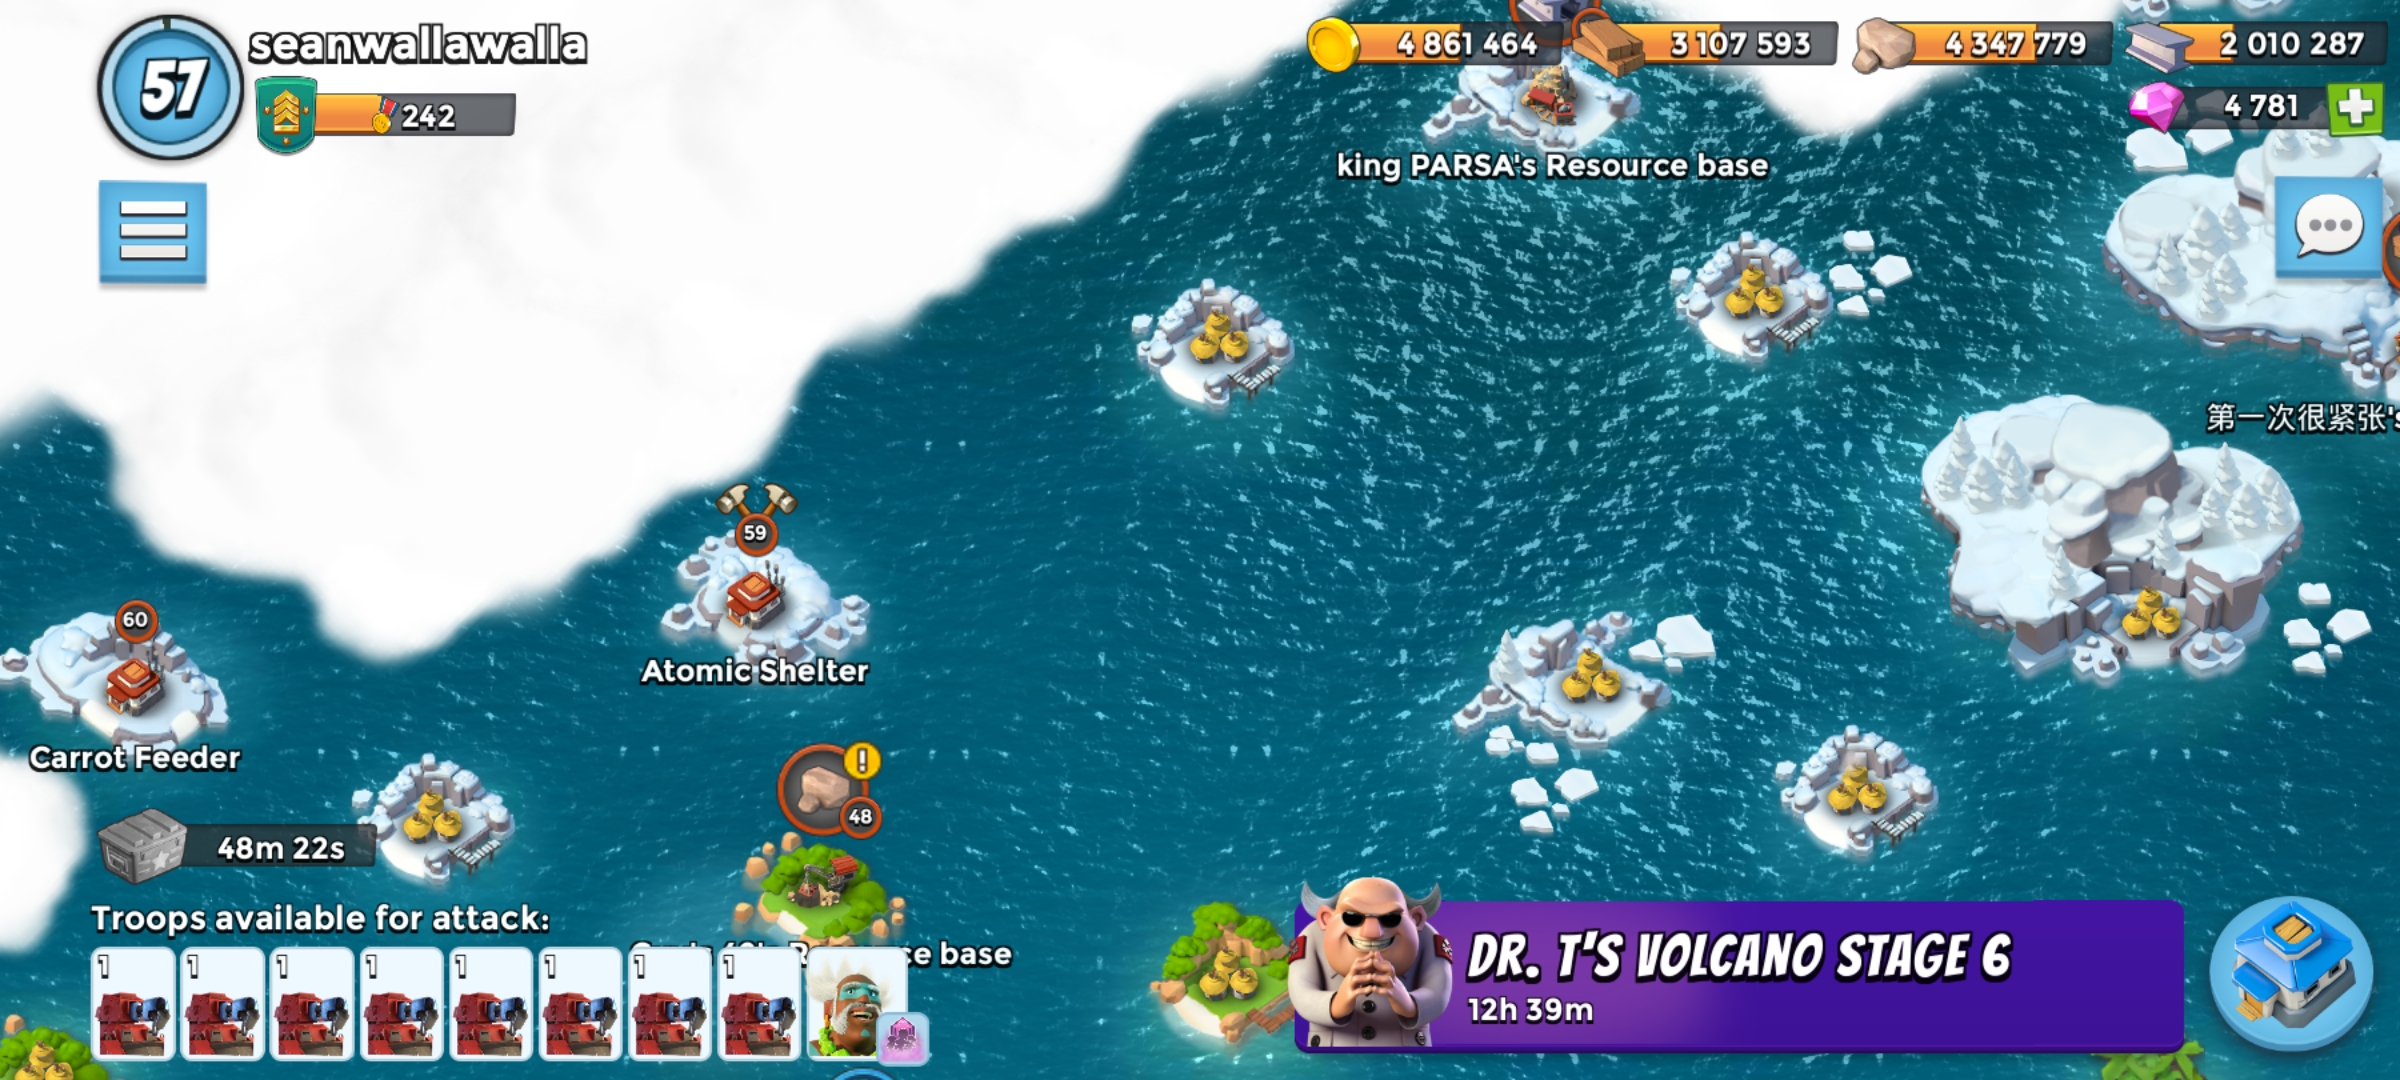 57
seanwallawalla
242
4 861 464
3 107 593
4 347 779
2 010 287
4 781
king PARSA's Resource base
第一次很紧张's
59
Atomic Shelter
60
Carrot Feeder
!
48
48m 22s
base
Troops available for attack:
1 1 1 1 1 1 1 1
DR. T'S VOLCANO STAGE 6
12h 39m